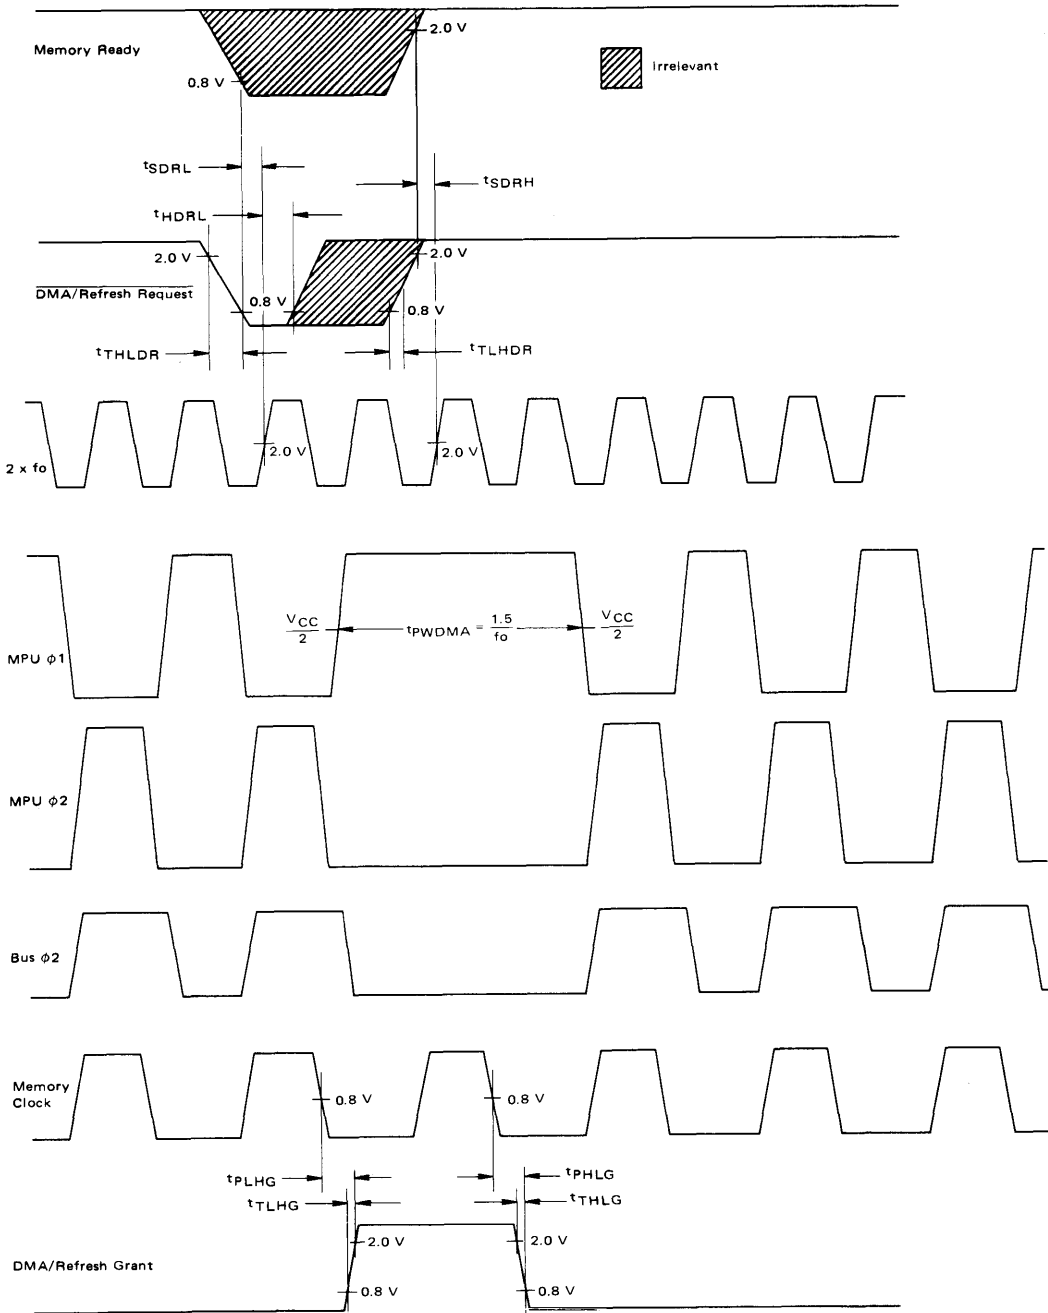 2.0 V
Memory Ready
Irrelevant
0.8 V
tSDRL
tSDRH
tHDRL
2.0 V
2.0 V
DMA/Refresh Request
0.8 V
0.8 V
tTHLDR
tTLHDR
2.0 V
2.0 V
2 x fo
VCC
2
tPWDMA = 1.5
fo
VCC
2
MPU ϕ1
MPU ϕ2
Bus ϕ2
Memory
Clock
0.8 V
0.8 V
tPLHG
tPHLG
tTLHG
tTHLG
2.0 V
2.0 V
DMA/Refresh Grant
0.8 V
0.8 V